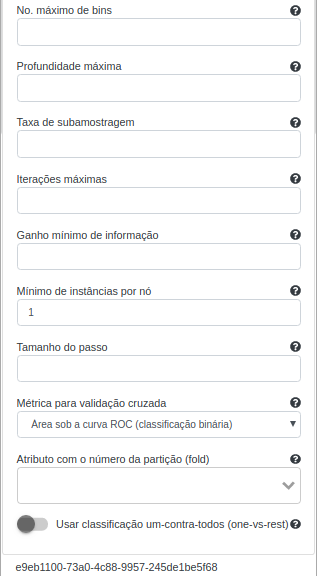 No. máximo de bins
Profundidade máxima
Taxa de subamostragem
Iterações máximas
Ganho mínimo de informação
Mínimo de instâncias por nó
1
Tamanho do passo
Métrica para validação cruzada
Área sob a curva ROC (classificação binária)
Atributo com o número da partição (fold)
Usar classificação um-contra-todos (one-vs-rest)
e9eb1100-73a0-4c88-9957-245de1be5f68